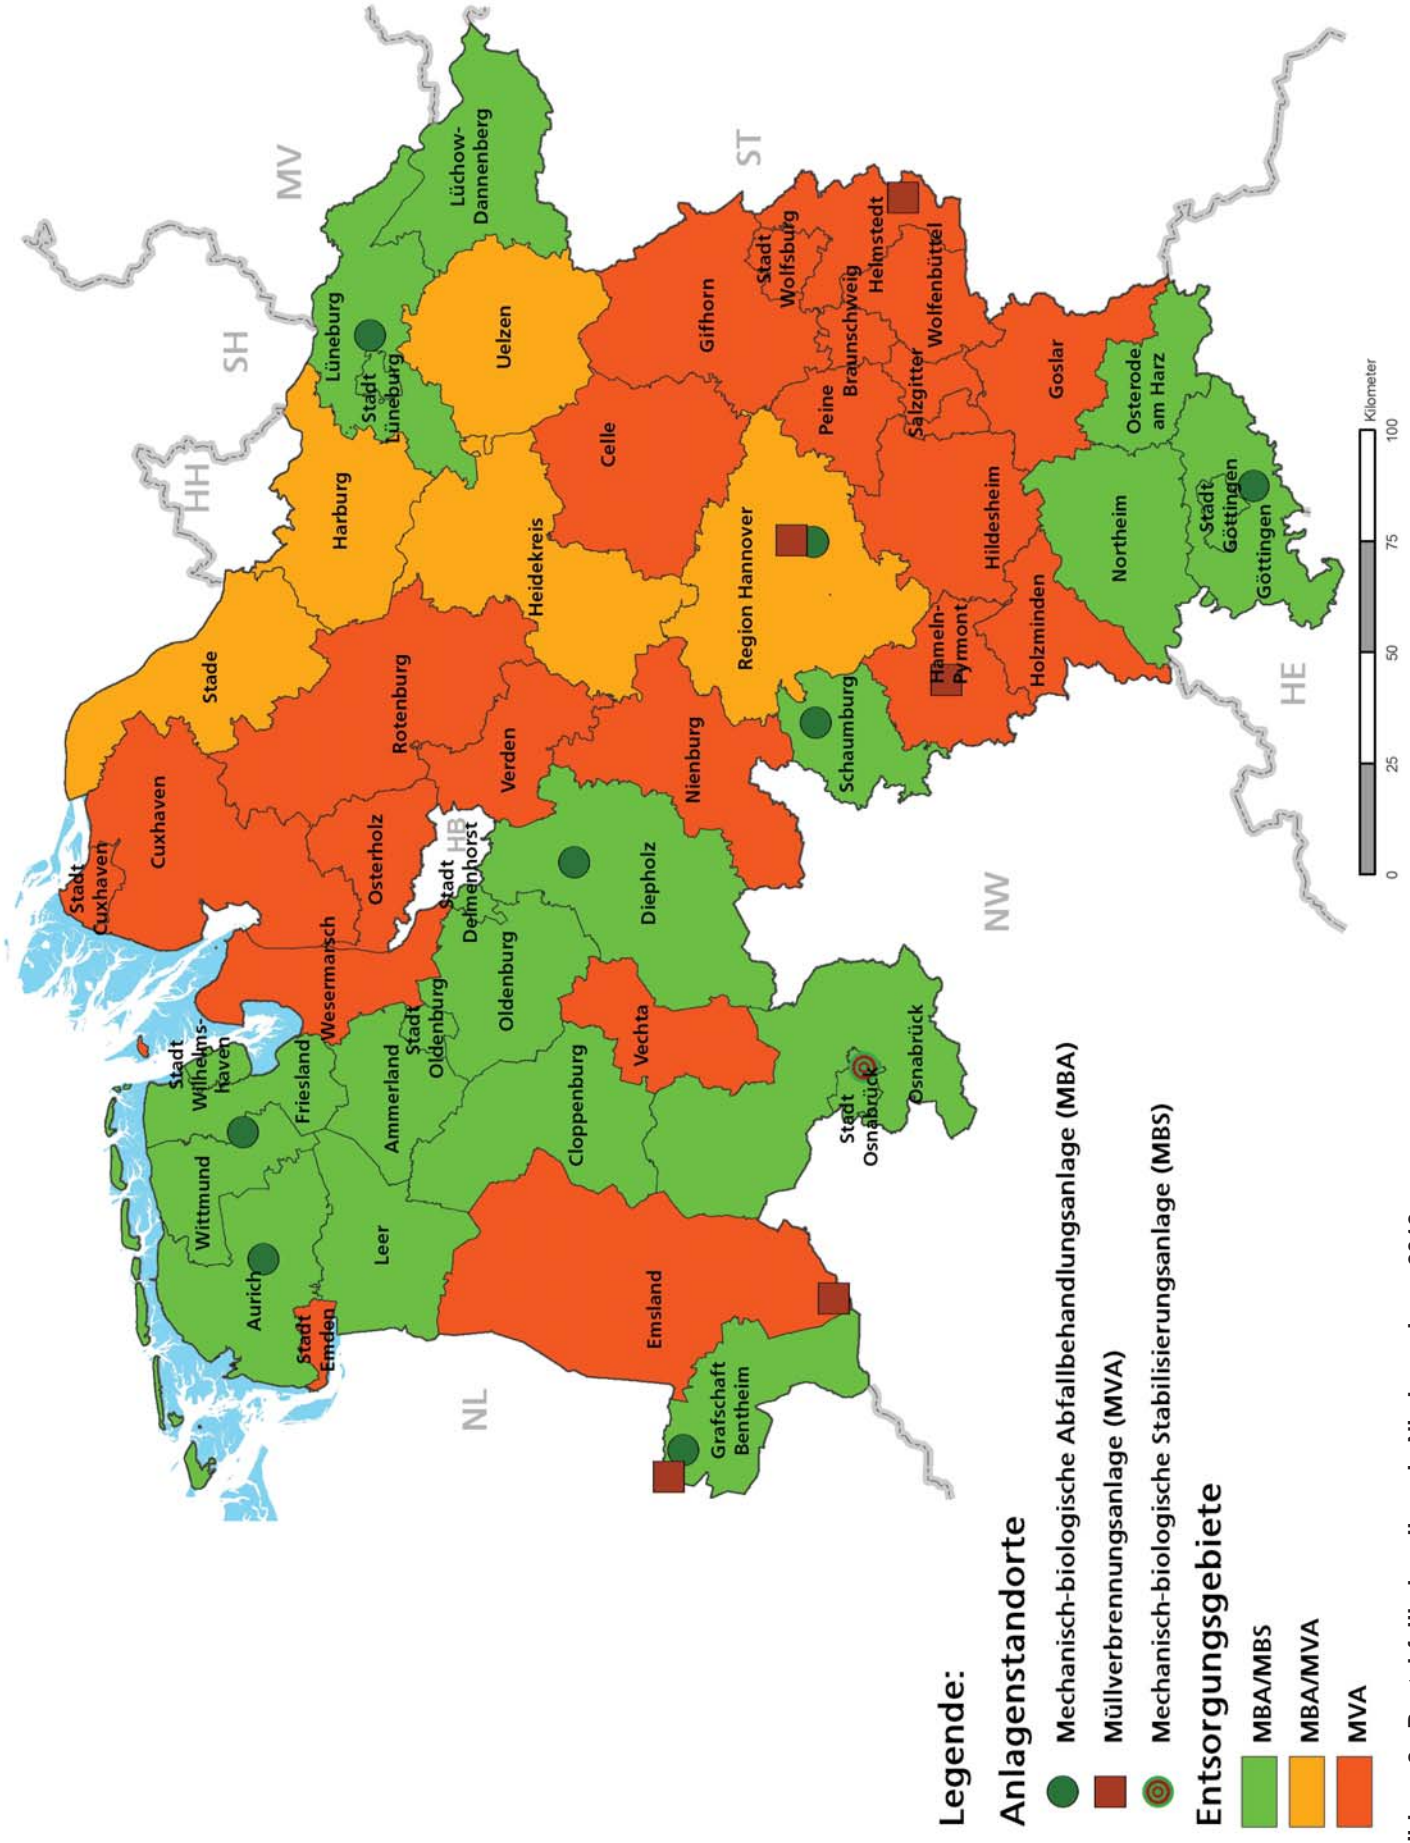 MV
SH
HH
ST
HB
NL
NW
HE
Stadt
Cuxhaven
Cuxhaven
Stade
Harburg
Lüneburg
Stadt
Lüneburg
Lüchow-
Dannenberg
Uelzen
Osterholz
Rotenburg
Verden
Heidekreis
Celle
Gifhorn
Stadt
Wolfsburg
Helmstedt
Wolfenbüttel
Braunschweig
Peine
Salzgitter
Goslar
Osterode
am Harz
Region Hannover
Hildesheim
Hameln-
Pyrmont
Holzminden
Northeim
Stadt
Göttingen
Göttingen
Schaumburg
Nienburg
Diepholz
Stadt
Delmenhorst
Wesermarsch
Oldenburg
Stadt
Oldenburg
Stadt
Wilhelms-
haven
Friesland
Ammerland
Wittmund
Aurich
Stadt
Emden
Leer
Cloppenburg
Vechta
Emsland
Grafschaft
Bentheim
Stadt
Osnabrück
Osnabrück
0 25 50 75 100
Kilometer
Legende:
Anlagenstandorte
Mechanisch-biologische Abfallbehandlungsanlage (MBA)
Müllverbrennungsanlage (MVA)
Mechanisch-biologische Stabilisierungsanlage (MBS)
Entsorgungsgebiete
MBA/MBS
MBA/MVA
MVA